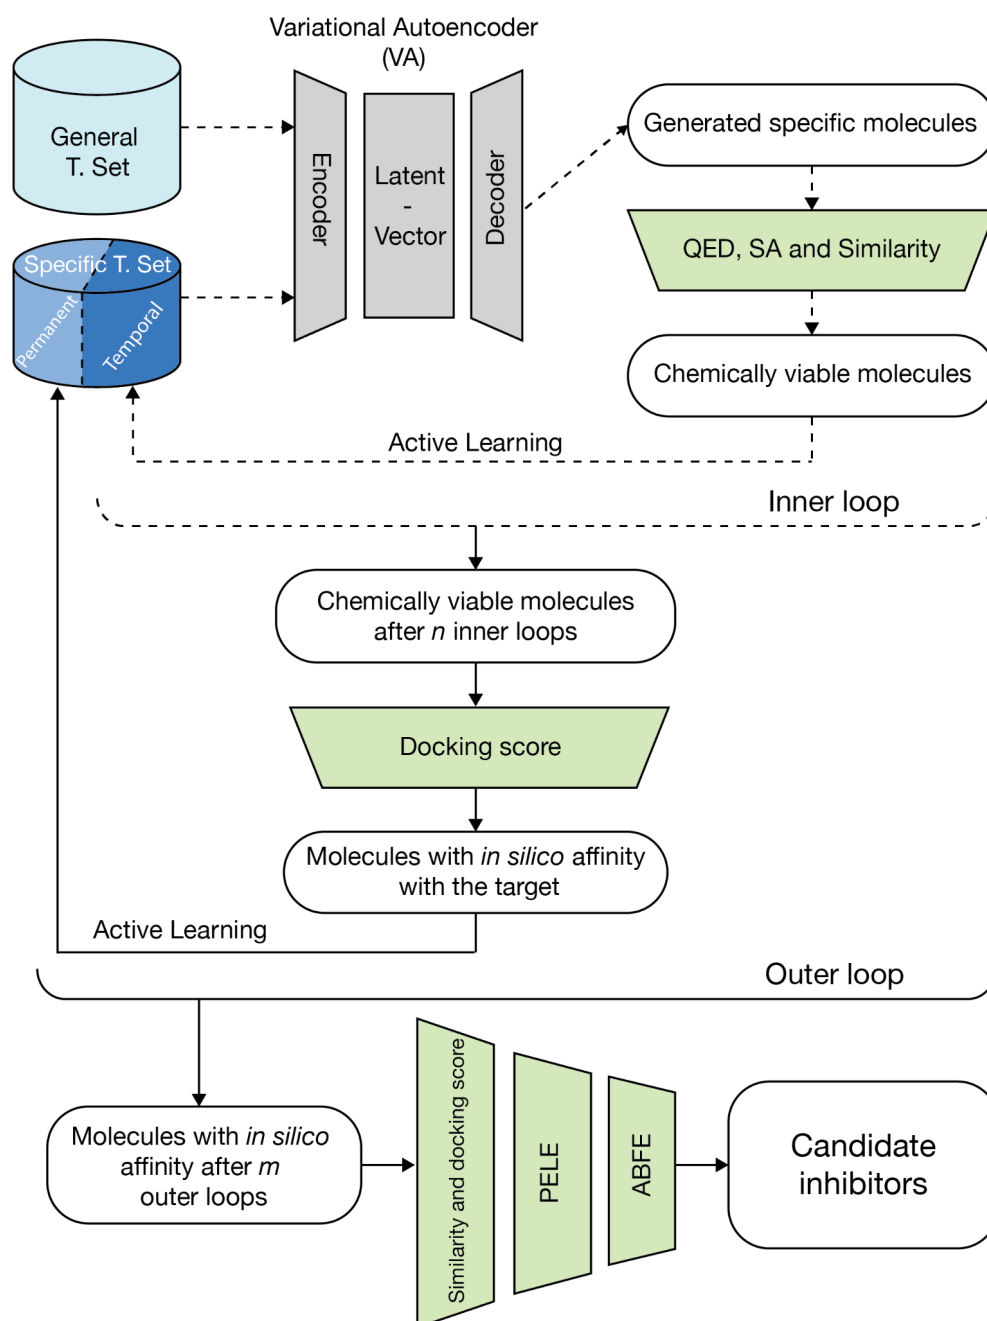 Variational Autoencoder
(VA)
General
T. Set
Specific T. Set
Permanent
Temporal
Encoder
Latent
-
Vector
Decoder
Generated specific molecules
QED, SA and Similarity
Chemically viable molecules
Active Learning
Inner loop
Chemically viable molecules
after n inner loops
Docking score
Molecules with in silico affinity
with the target
Active Learning
Outer loop
Molecules with in silico
affinity after m
outer loops
Similarity and docking score
PELE
ABFE
Candidate
inhibitors